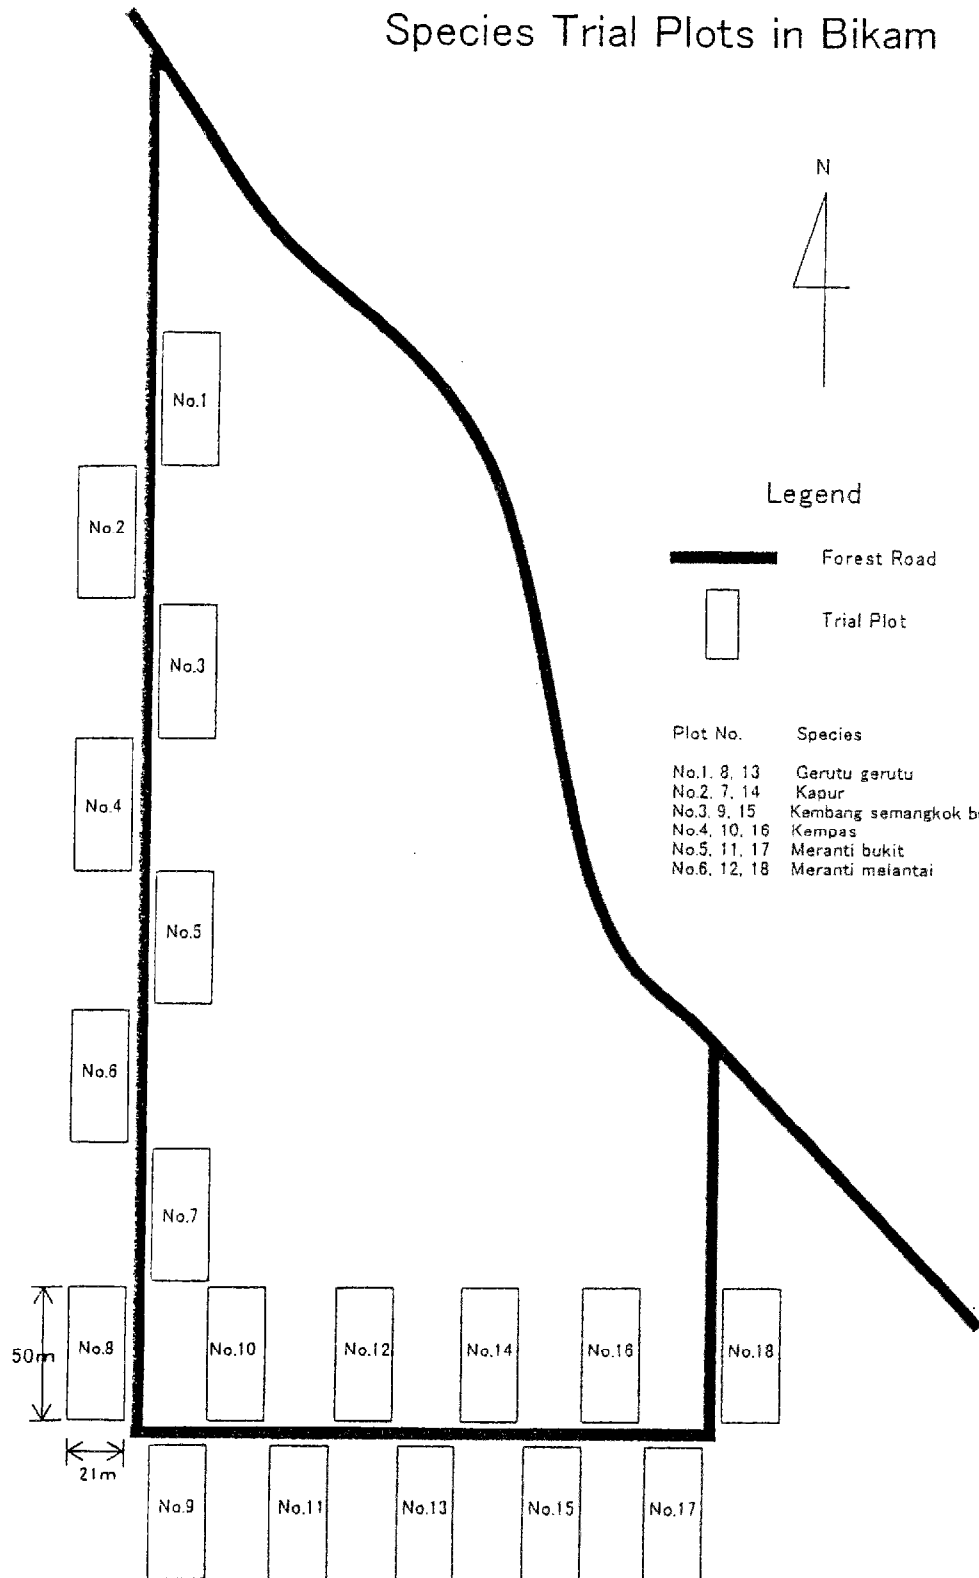 Species Trial Plots in Bikam
N
No.1
No.2
Legend
Forest Road
Trial Plot
No.3
Plot No. Species
No.1. 8, 13 Gerutu gerutu
No.2. 7, 14 Kapur
No.3. 9, 15 Kembang semangkok
No.4, 10, 16 Kempas
No.5, 11, 17 Meranti bukit
No.6, 12, 18 Meranti melantai
No.4
No.5
No.6
No.7
50m
No.8
No.10
No.12
No.14
No.16
No.18
21m
No.9
No.11
No.13
No.15
No.17